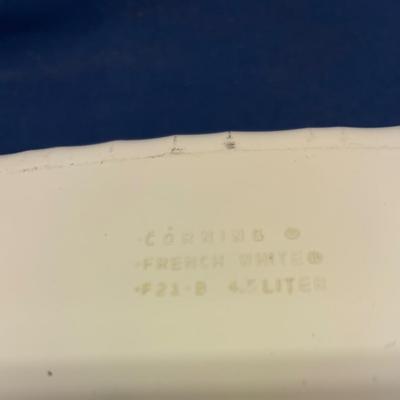 CORNING ®
FRENCH WHITE®
F21-B 4.5 LITER